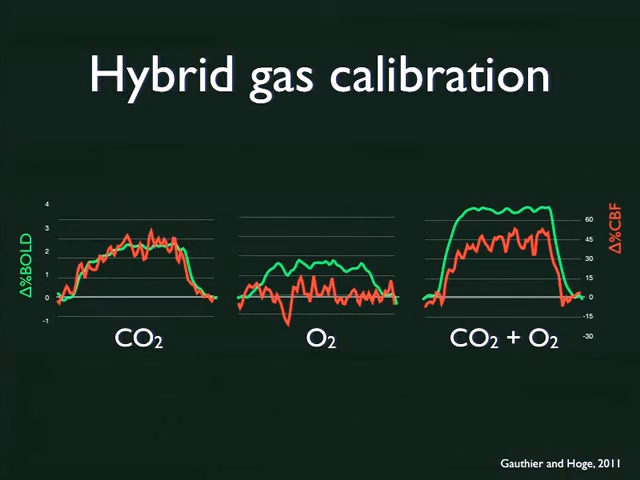 Hybrid gas calibration
Δ%BOLD
4
3
2
1
0
-1
CO₂
O₂
CO₂ + O₂
60
45
30
15
0
-15
-30
Δ%CBF
Gauthier and Hoge, 2011